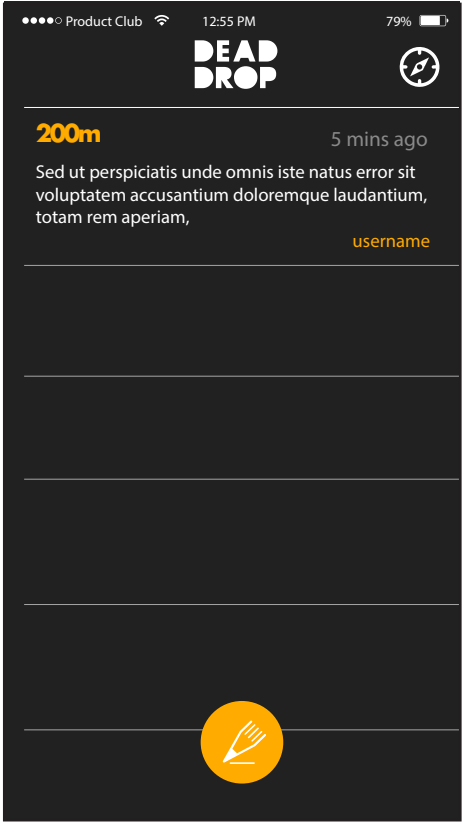 Product Club 12:55 PM 79%
DEAD
DROP
200m 5 mins ago
Sed ut perspiciatis unde omnis iste natus error sit
voluptatem accusantium doloremque laudantium,
totam rem aperiam,
username